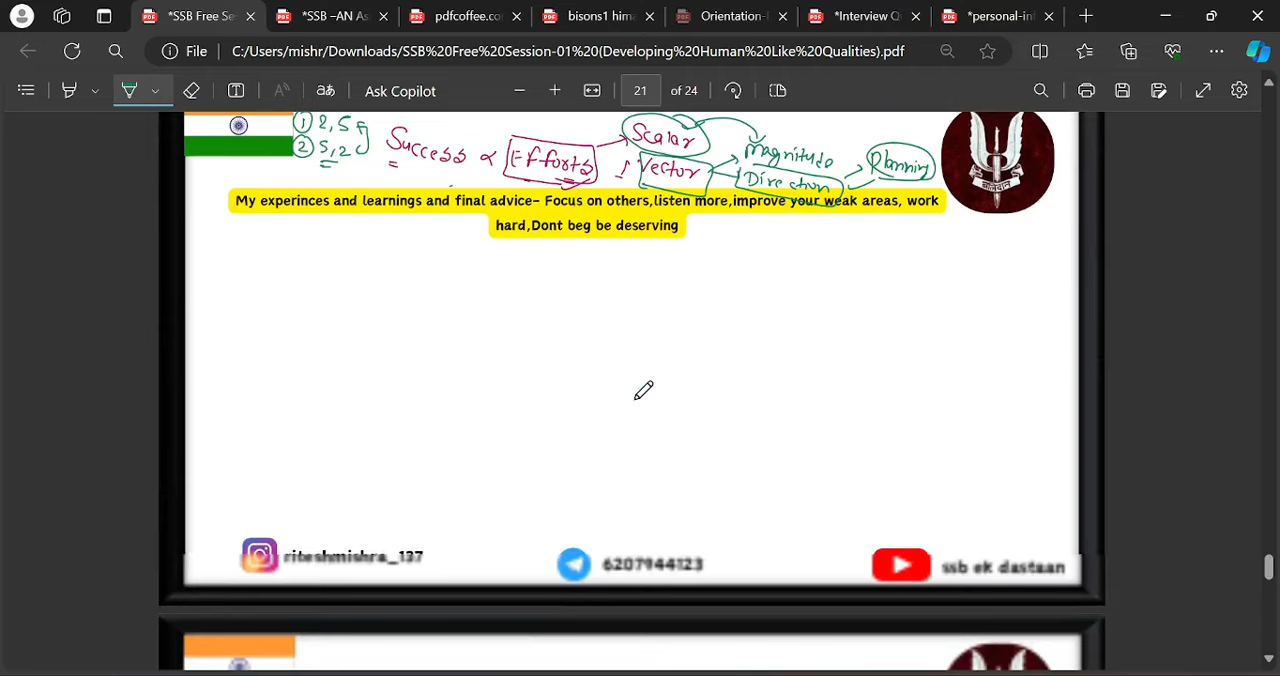 *SSB Free Se
*SSB –AN As
pdfcoffee.co
bisons1 him
Orientation-
*Interview Q
*personal-in
File
C:/Users/mishr/Downloads/SSB%20Free%20Session-01%20(Developing%20Human%20Like%20Qualities).pdf
aあ
Ask Copilot
21
of 24
① 2, 5
② 5, 2
Success ∝ Efforts
Scalar
Vector
Magnitude
Direction
Planning
My experinces and learnings and final advice- Focus on others,listen more,improve your weak areas, work
hard,Dont beg be deserving
riteshmishra_137
6207944123
ssb ek dastaan